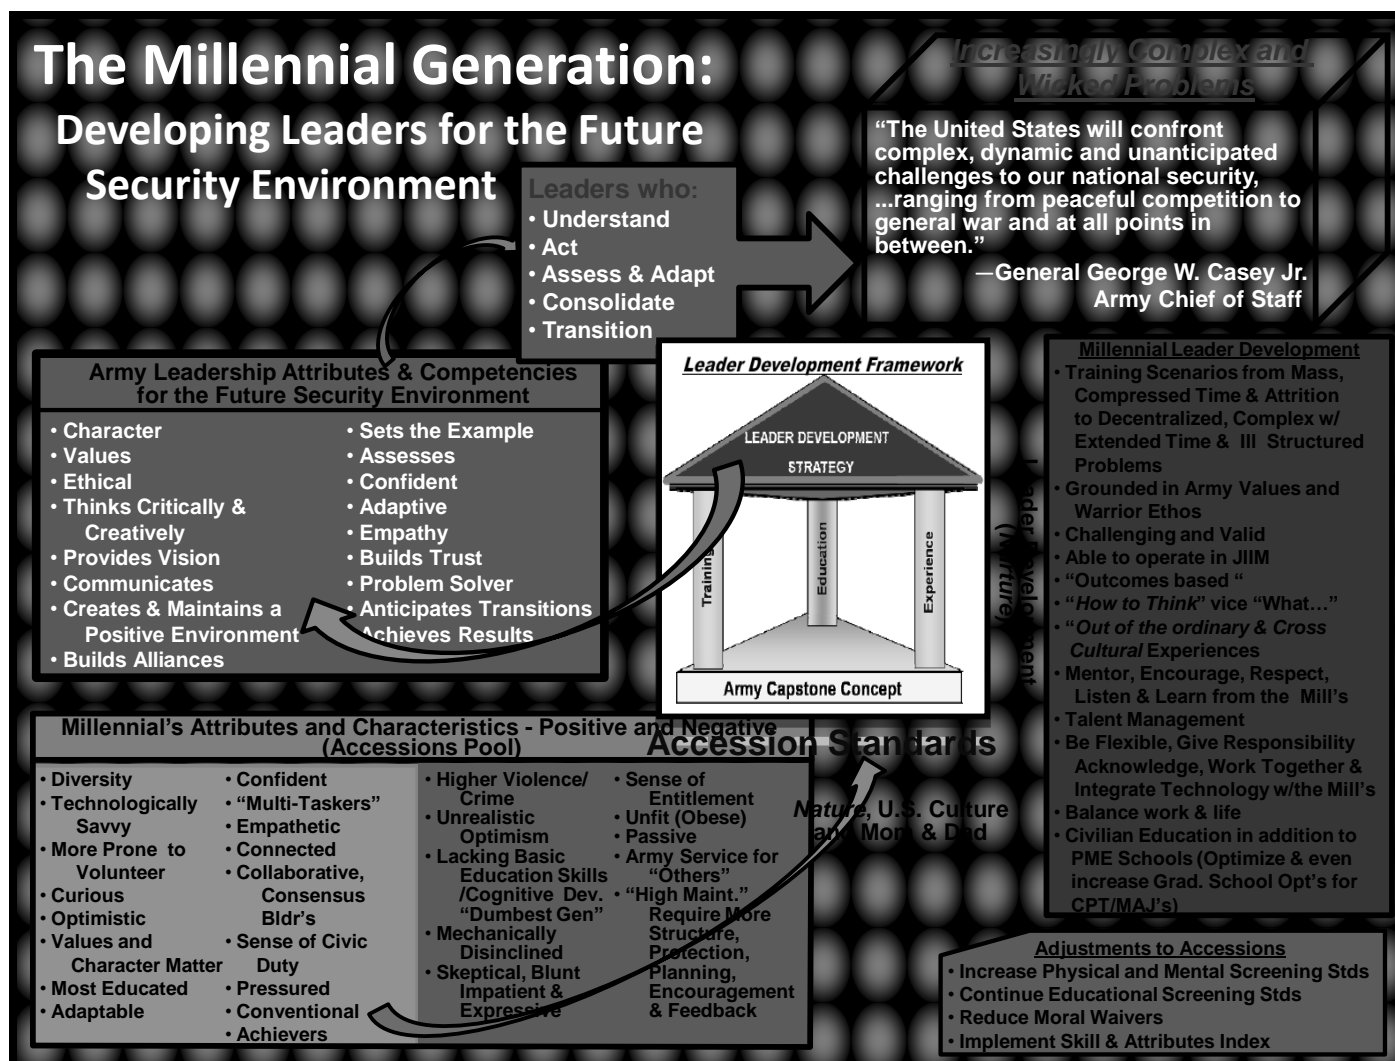 The Millennial Generation:
Developing Leaders for the Future
Security Environment
Increasingly Complex and
Wicked Problems
“The United States will confront
complex, dynamic and unanticipated
challenges to our national security,
...ranging from peaceful competition to
general war and at all points in
between.”
—General George W. Casey Jr.
Army Chief of Staff
Leaders who:
• Understand
• Act
• Assess & Adapt
• Consolidate
• Transition
Army Leadership Attributes & Competencies
for the Future Security Environment
• Character
• Values
• Ethical
• Thinks Critically &
Creatively
• Provides Vision
• Communicates
• Creates & Maintains a
Positive Environment
• Builds Alliances
• Sets the Example
• Assesses
• Confident
• Adaptive
• Empathy
• Builds Trust
• Problem Solver
• Anticipates Transitions
• Achieves Results
Leader Development Framework
LEADER DEVELOPMENT
STRATEGY
Training
Education
Experience
Army Capstone Concept
Leader Development
(Nurture)
Millennial Leader Development
• Training Scenarios from Mass,
Compressed Time & Attrition
to Decentralized, Complex w/
Extended Time & Ill Structured
Problems
• Grounded in Army Values and
Warrior Ethos
• Challenging and Valid
• Able to operate in JIIM
• “Outcomes based “
• “How to Think” vice “What…”
• “Out of the ordinary & Cross
Cultural Experiences
• Mentor, Encourage, Respect,
Listen & Learn from the Mill’s
• Talent Management
• Be Flexible, Give Responsibility
Acknowledge, Work Together &
Integrate Technology w/the Mill’s
• Balance work & life
• Civilian Education in addition to
PME Schools (Optimize & even
increase Grad. School Opt’s for
CPT/MAJ’s)
Millennial’s Attributes and Characteristics - Positive and Negative
(Accessions Pool)
• Diversity
• Technologically
Savvy
• More Prone to
Volunteer
• Curious
• Optimistic
• Values and
Character Matter
• Most Educated
• Adaptable
• Confident
• “Multi-Taskers”
• Empathetic
• Connected
• Collaborative,
Consensus
Bldr’s
• Sense of Civic
Duty
• Pressured
• Conventional
• Achievers
• Higher Violence/
Crime
• Unrealistic
Optimism
• Lacking Basic
Education Skills
/Cognitive Dev.
“Dumbest Gen”
• Mechanically
Disinclined
• Skeptical, Blunt
Impatient &
Expressive
• Sense of
Entitlement
• Unfit (Obese)
• Passive
• Army Service for
“Others”
• “High Maint.”
Require More
Structure,
Protection,
Planning,
Encouragement
& Feedback
Accession Standards
Nature, U.S. Culture
and Mom & Dad
Adjustments to Accessions
• Increase Physical and Mental Screening Stds
• Continue Educational Screening Stds
• Reduce Moral Waivers
• Implement Skill & Attributes Index